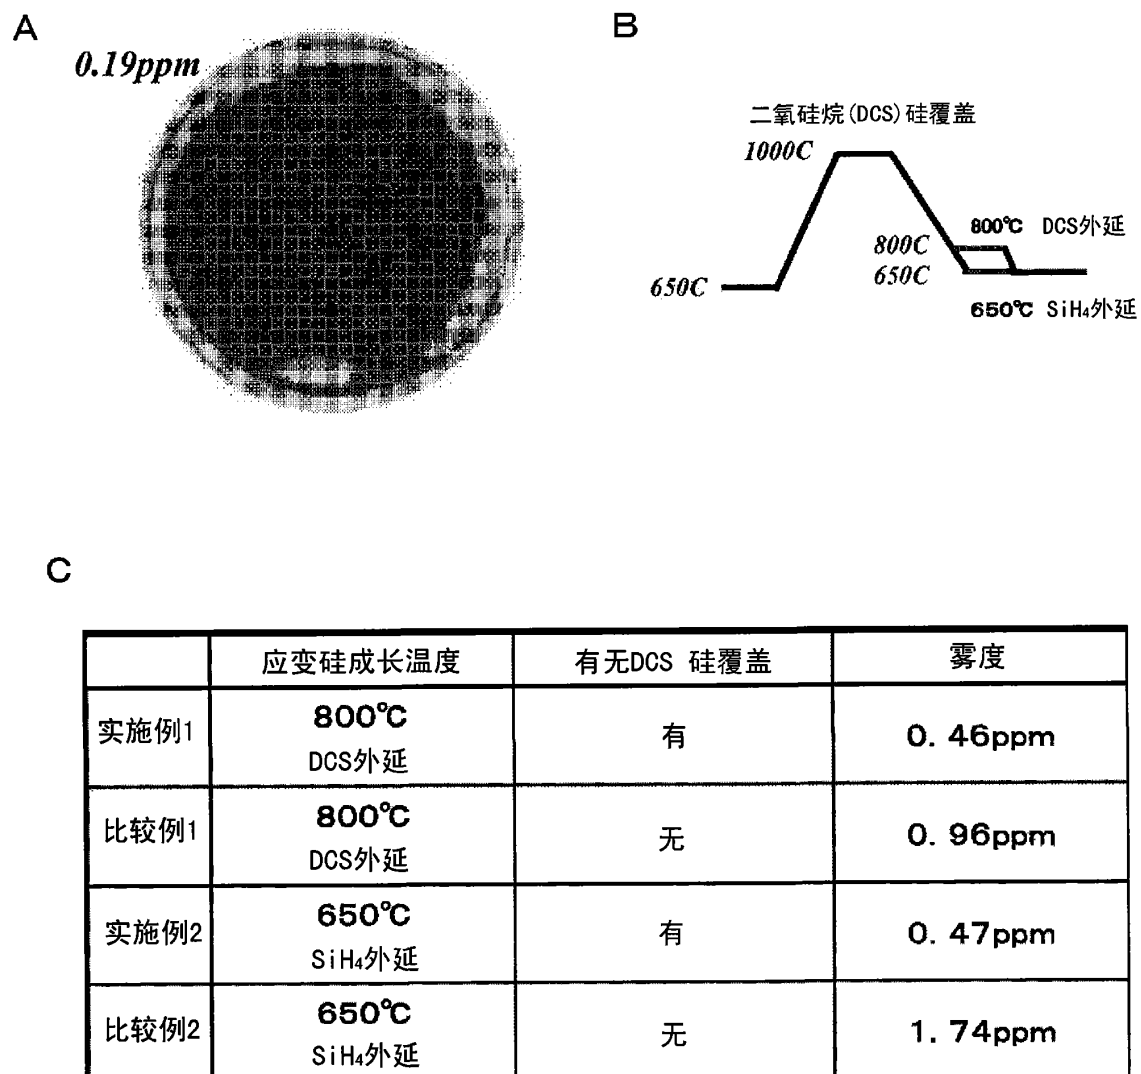 A
0.19ppm
B
二氧硅烷(DCS)硅覆盖
1000C
800℃ DCS外延
800C
650C
650C
650℃ SiH₄外延
C
应变硅成长温度 有无DCS 硅覆盖 雾度
实施例1 800℃ DCS外延 有 0.46ppm
比较例1 800℃ DCS外延 无 0.96ppm
实施例2 650℃ SiH₄外延 有 0.47ppm
比较例2 650℃ SiH₄外延 无 1.74ppm